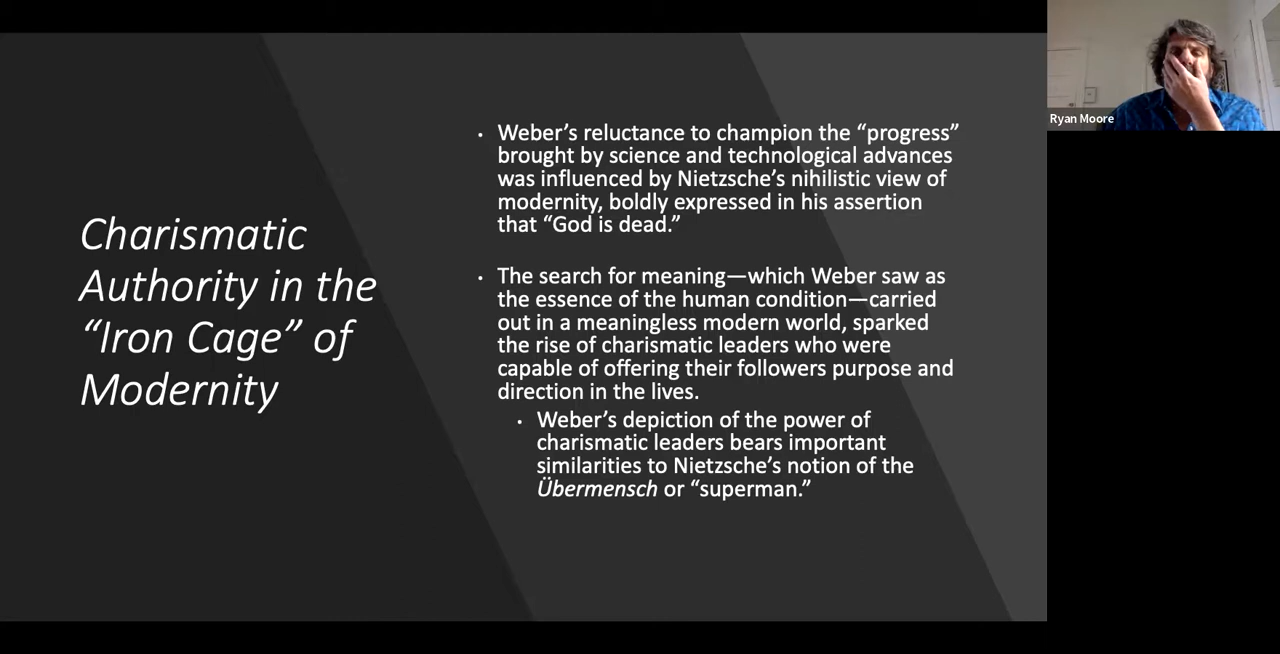 Charismatic
Authority in the
“Iron Cage” of
Modernity
• Weber’s reluctance to champion the “progress”
brought by science and technological advances
was influenced by Nietzsche’s nihilistic view of
modernity, boldly expressed in his assertion
that “God is dead.”
• The search for meaning—which Weber saw as
the essence of the human condition—carried
out in a meaningless modern world, sparked
the rise of charismatic leaders who were
capable of offering their followers purpose and
direction in the lives.
• Weber’s depiction of the power of
charismatic leaders bears important
similarities to Nietzsche’s notion of the
Übermensch or “superman.”
Ryan Moore